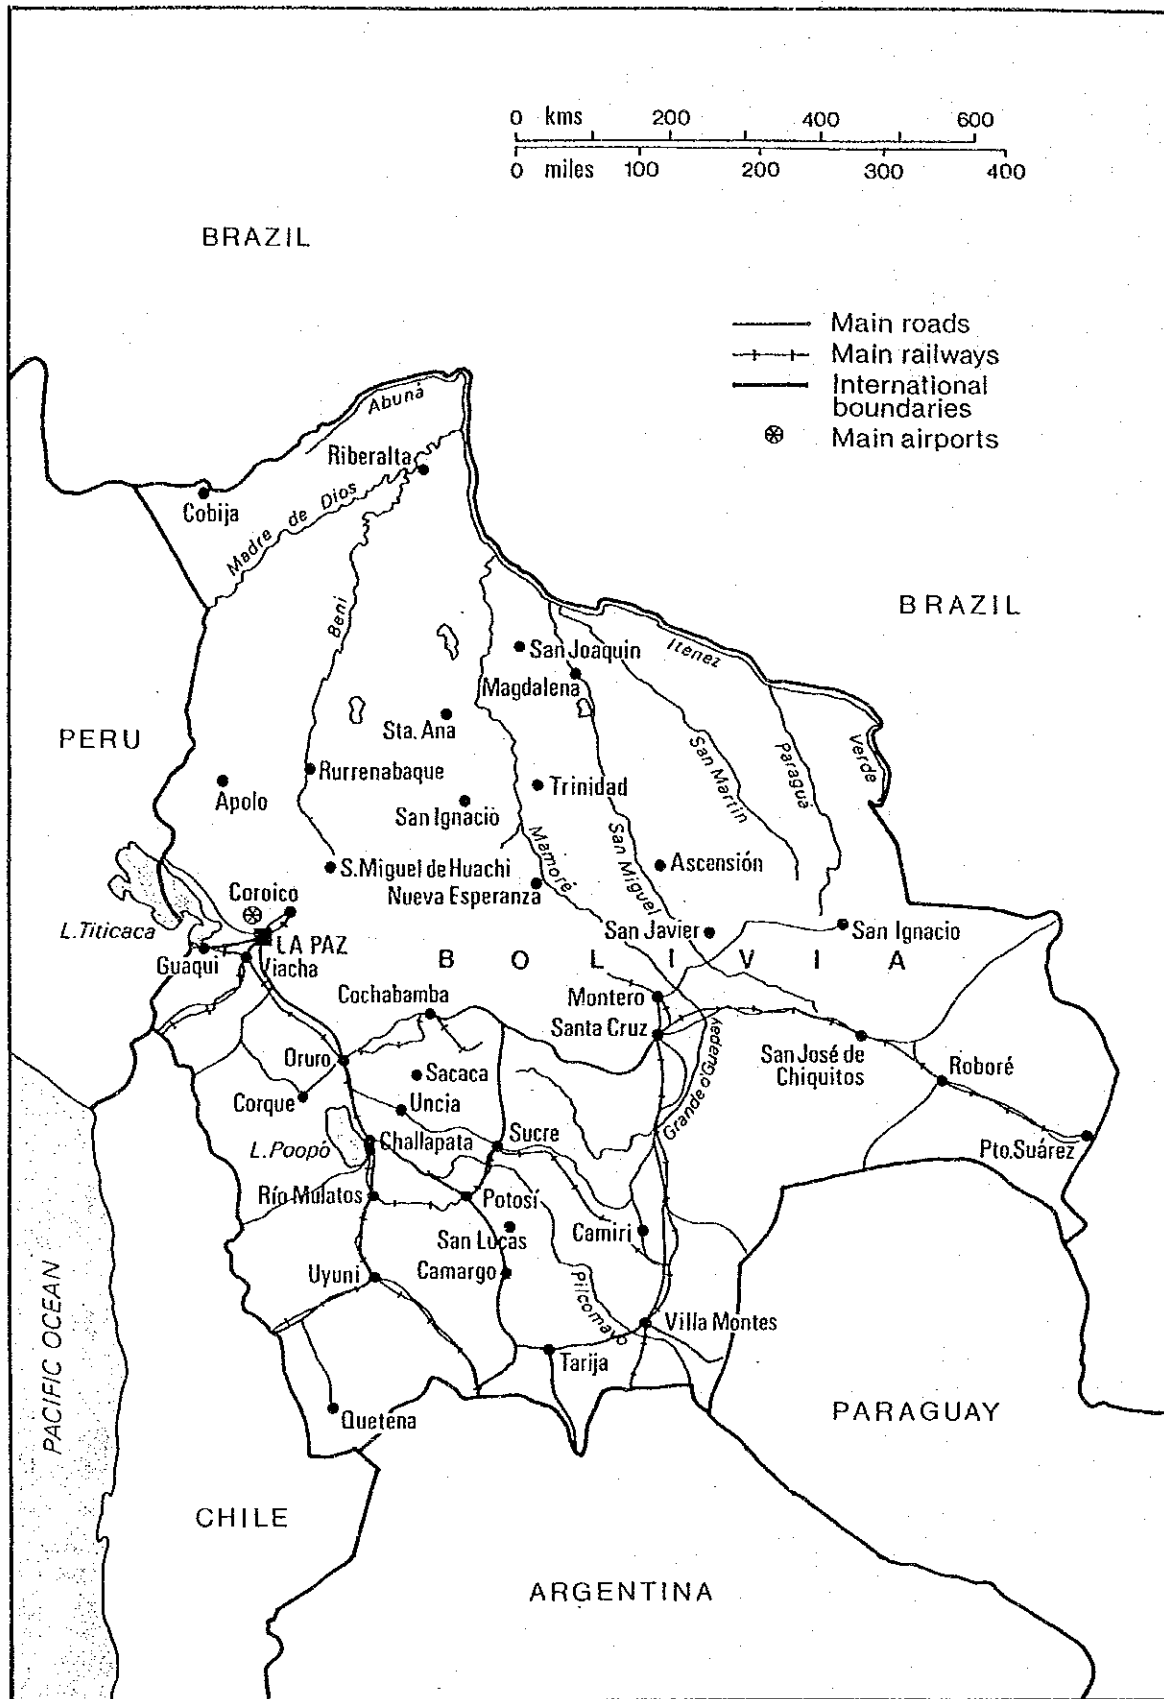 0 kms 200 400 600
0 miles 100 200 300 400
BRAZIL
Main roads
Main railways
International
boundaries
Main airports
Abuná
Riberalta
Cobija
Madre de Dios
Beni
BRAZIL
San Joaquin
Itenez
Magdalena
PERU
Sta. Ana
San Martin
Paraguà
Verde
Rurrenabaque
Trinidad
Apolo
San Ignacio
Mamoré
San Miguel
S. Miguel de Huachi
Ascensión
Nueva Esperanza
Coroico
L. Titicaca
San Javier
San Ignacio
LA PAZ
Guaqui
Viacha
BOLIVIA
Cochabamba
Montero
Santa Cruz
Grande o'Guapay
Oruro
San José de
Chiquitos
Sacaca
Roboré
Corque
Uncia
L. Poopó
Challapata
Sucre
Pto. Suárez
Río Mulatos
Potosí
San Lucas
Camiri
Uyuni
Camargo
Pilcomayo
Villa Montes
PACIFIC OCEAN
Tarija
Quetena
PARAGUAY
CHILE
ARGENTINA